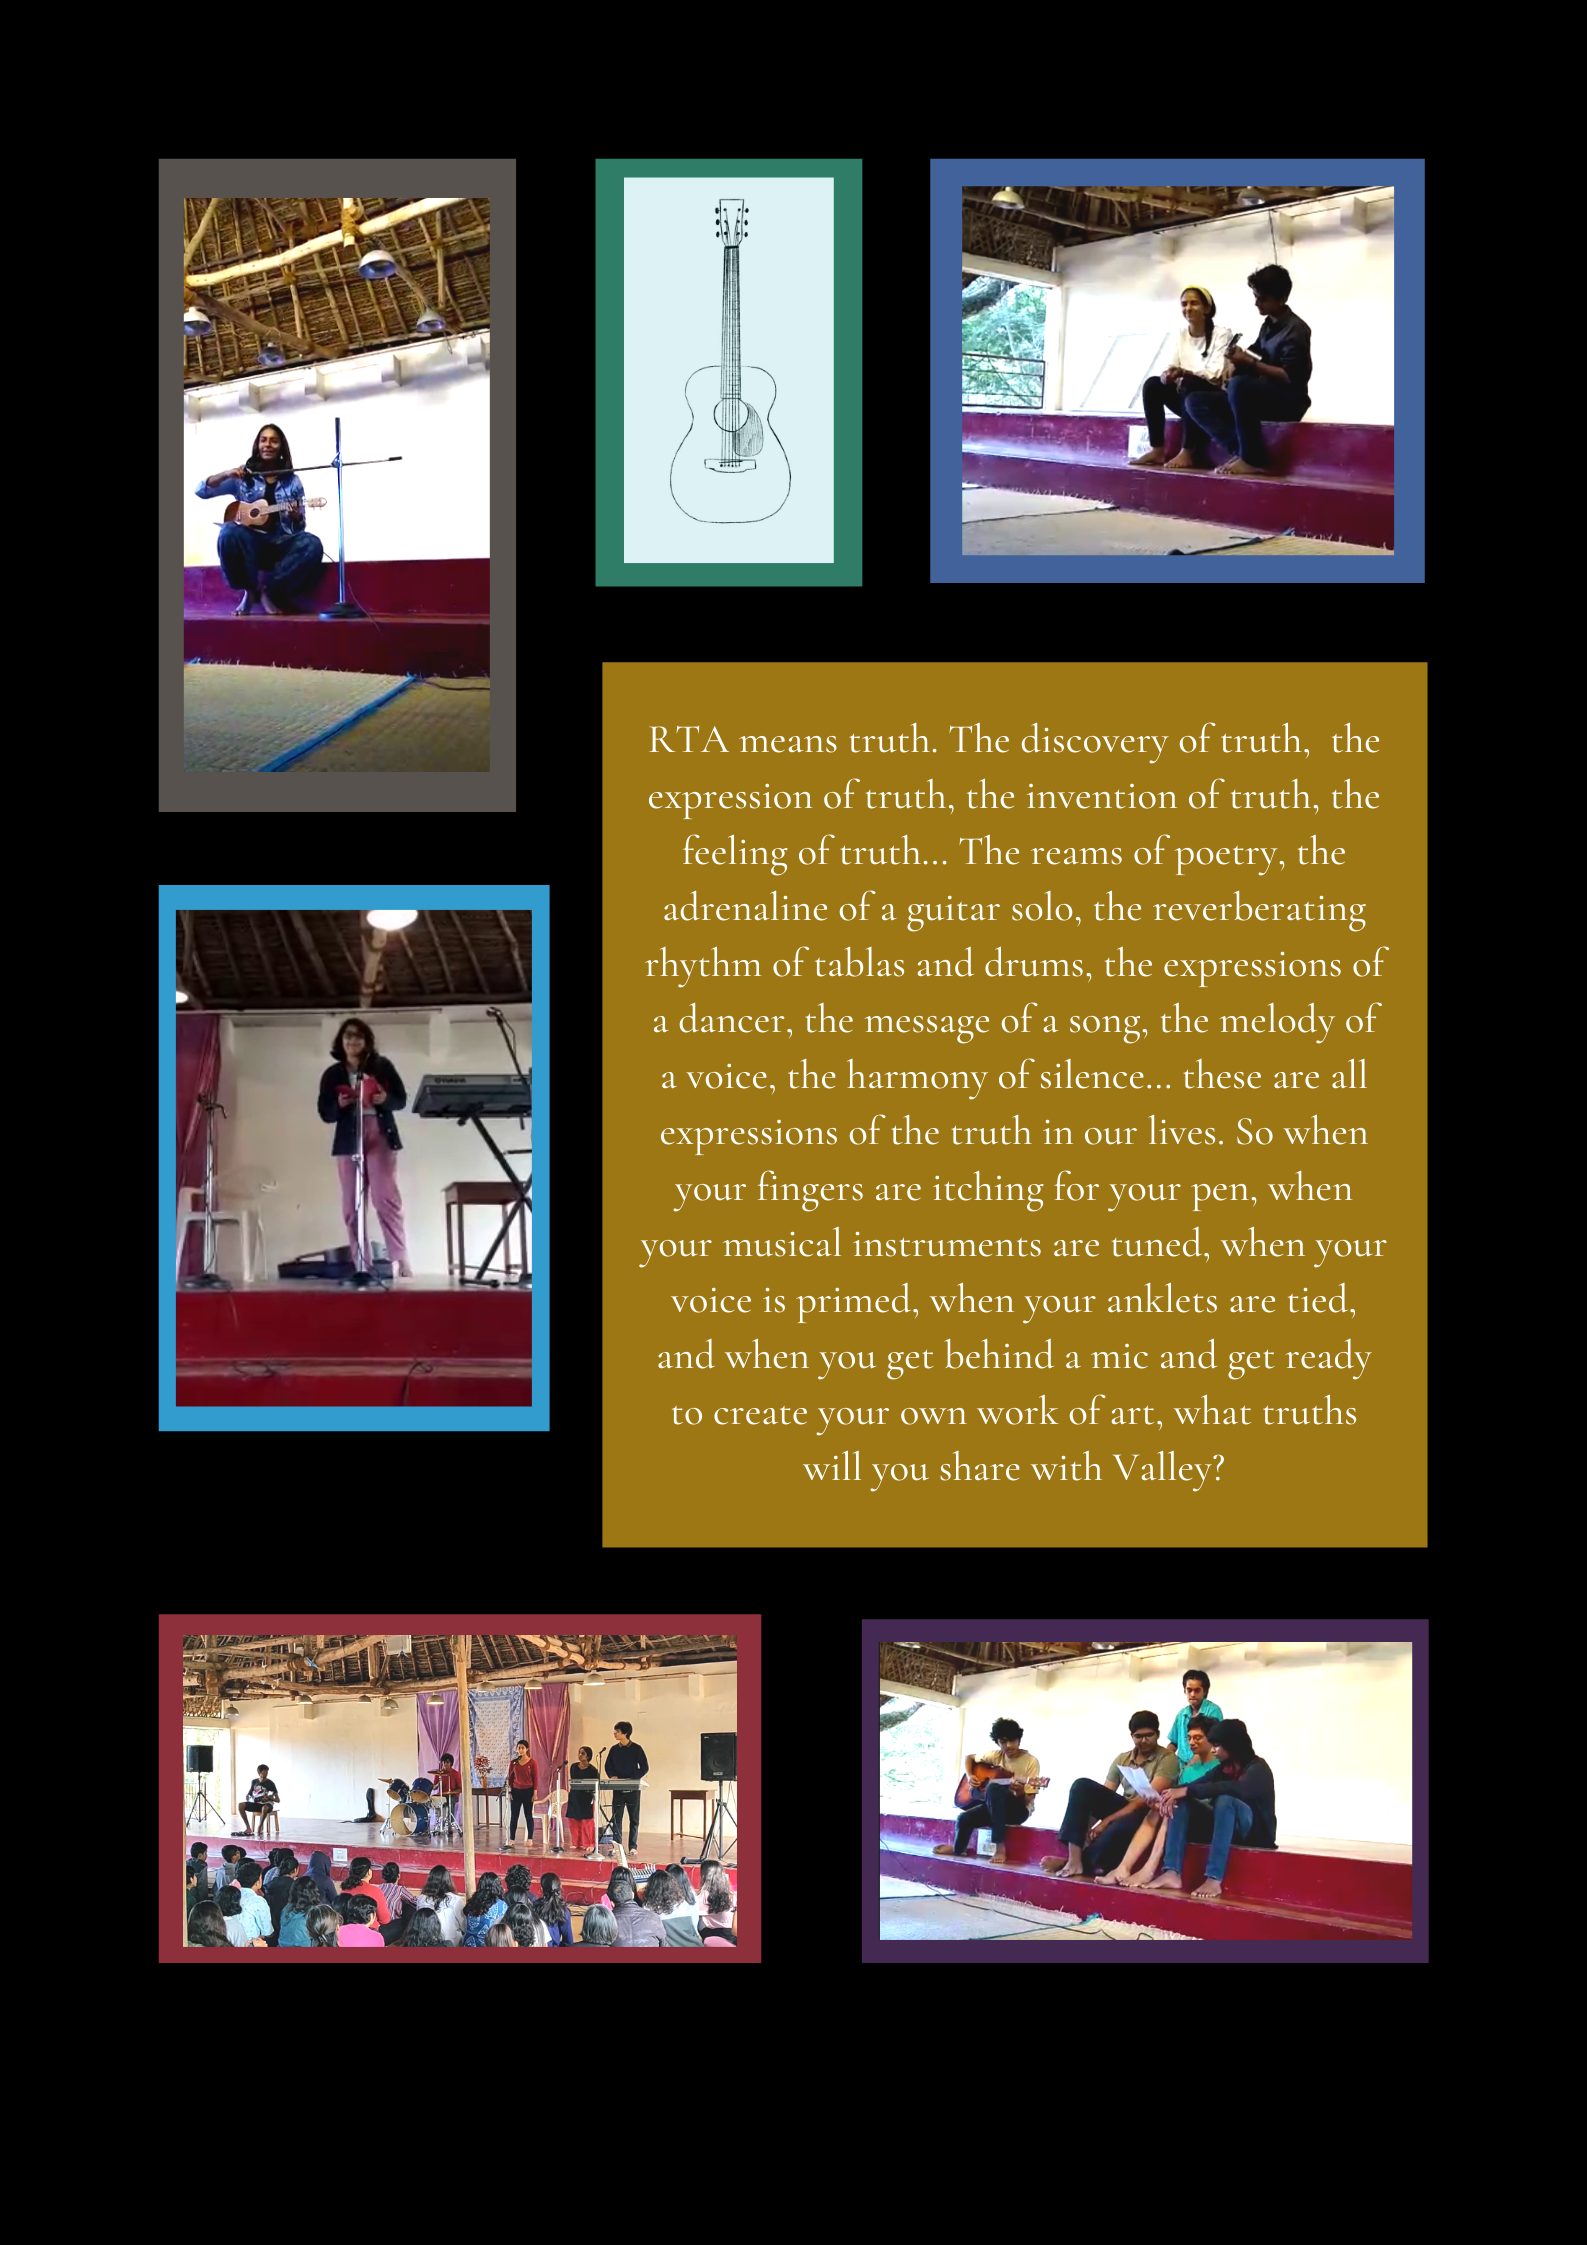 RTA means truth. The discovery of truth,  the
expression of truth, the invention of truth, the
feeling of truth... The reams of poetry, the
adrenaline of a guitar solo, the reverberating
rhythm of tablas and drums, the expressions of
a dancer, the message of a song, the melody of
a voice, the harmony of silence... these are all
expressions of the truth in our lives. So when
your fingers are itching for your pen, when
your musical instruments are tuned, when your
voice is primed, when your anklets are tied,
and when you get behind a mic and get ready
to create your own work of art, what truths
will you share with Valley?